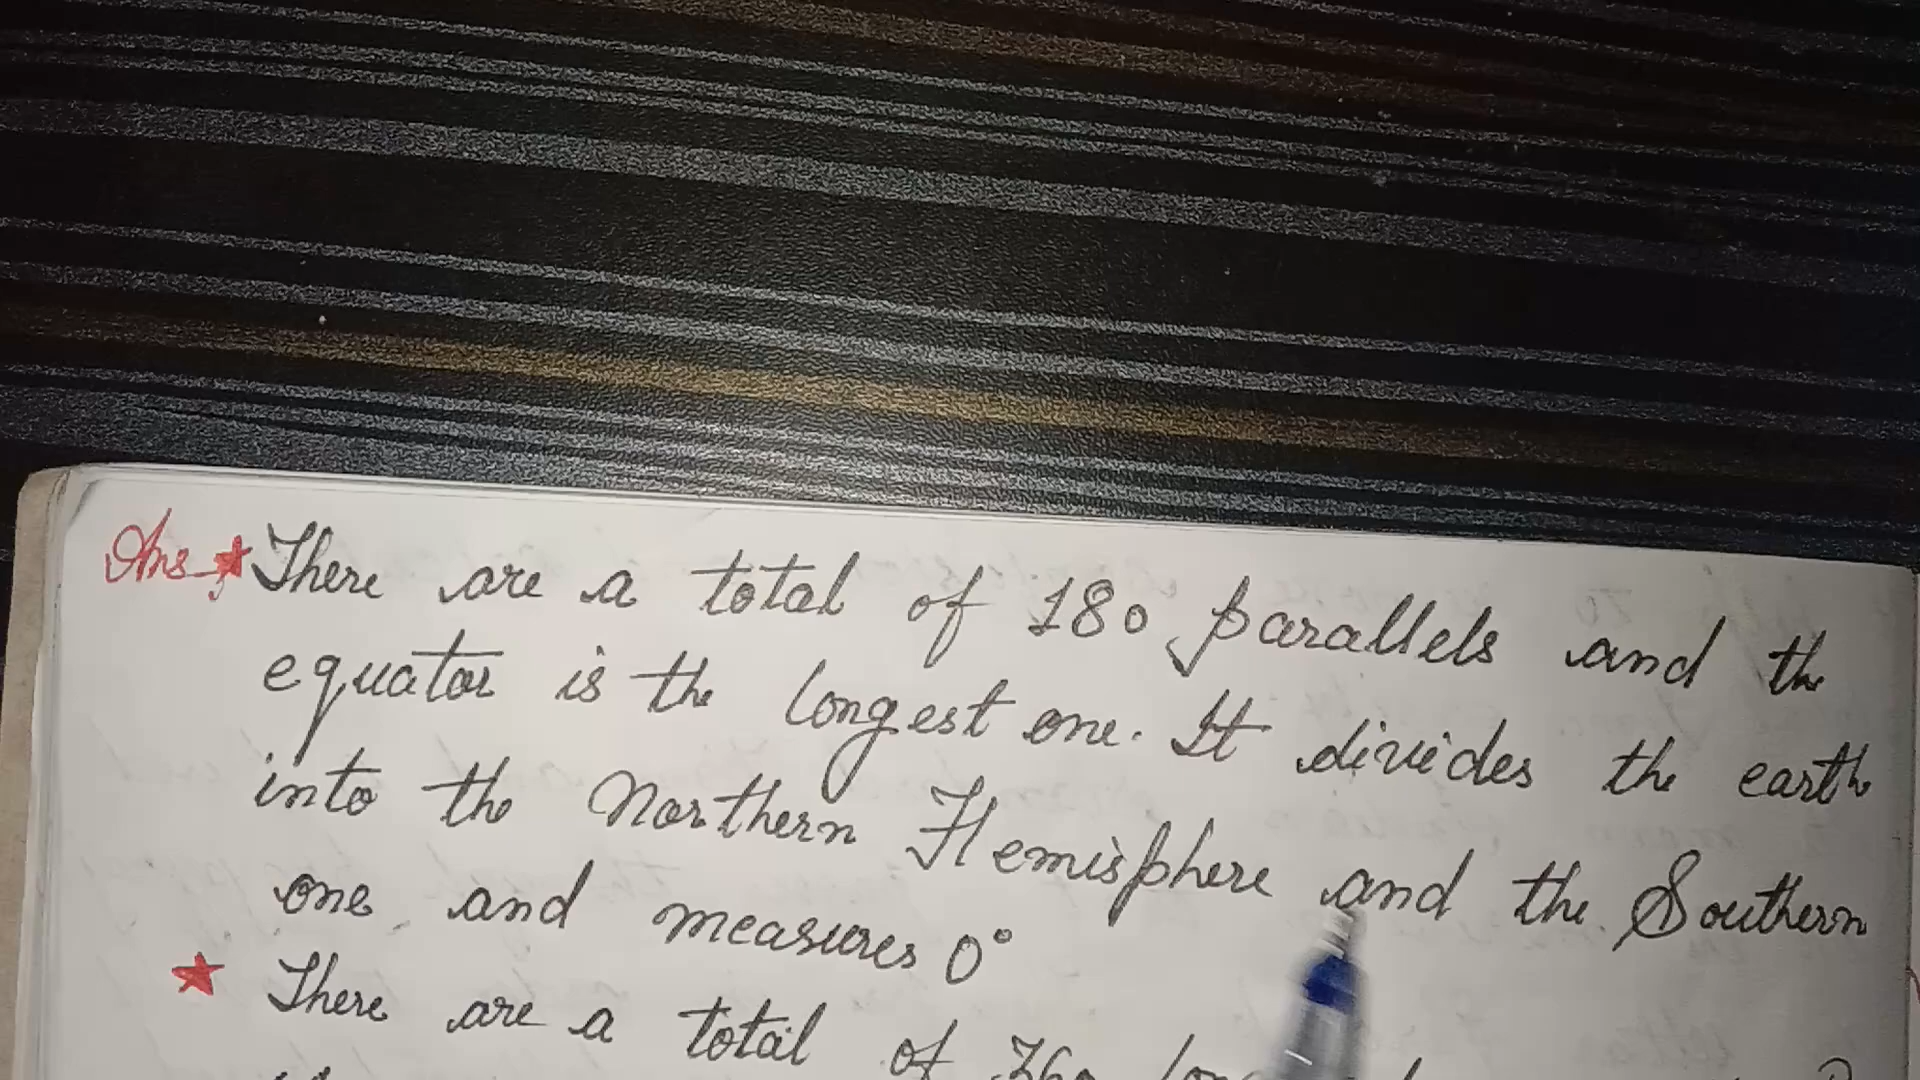 Ans→★ There are a total of 180 parallels and the
equator is the longest one. It divides the earth
into the Northern Hemisphere and the Southern
one and measures 0°
★ There are a total of 360